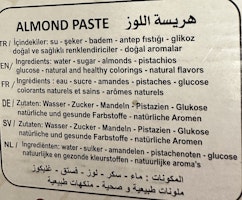 ALMOND PASTE هريسة اللوز
TR / İçindekiler: su - şeker - badem - antep fıstığı - glikoz
doğal ve sağlıklı renklendiriciler - doğal aromalar
EN/ Ingredients: water - sugar - almonds - pistachios
glucose - natural and healthy colorings - natural flavors
FR / Ingrédients: eau - sucre - amandes - pistaches - glucose
colorants naturels et sains - arômes naturels
DE / Zutaten: Wasser - Zucker - Mandeln - Pistazien - Glukose
natürliche und gesunde Farbstoffe - natürliche Aromen
SV / Zutaten: Wasser - Zucker - Mandeln - Pistazien - Glukose
natürliche und gesunde Farbstoffe - natürliche Aromen
NL / Ingrediënten: water - suiker - amandelen - pistachenoten - glucose
natuurlijke en gezonde kleurstoffen - natuurlijke aroma's
المكونات : ماء - سكر - لوز - فستق - غليكوز
ملونات طبيعية و صحية - منكهات طبيعية